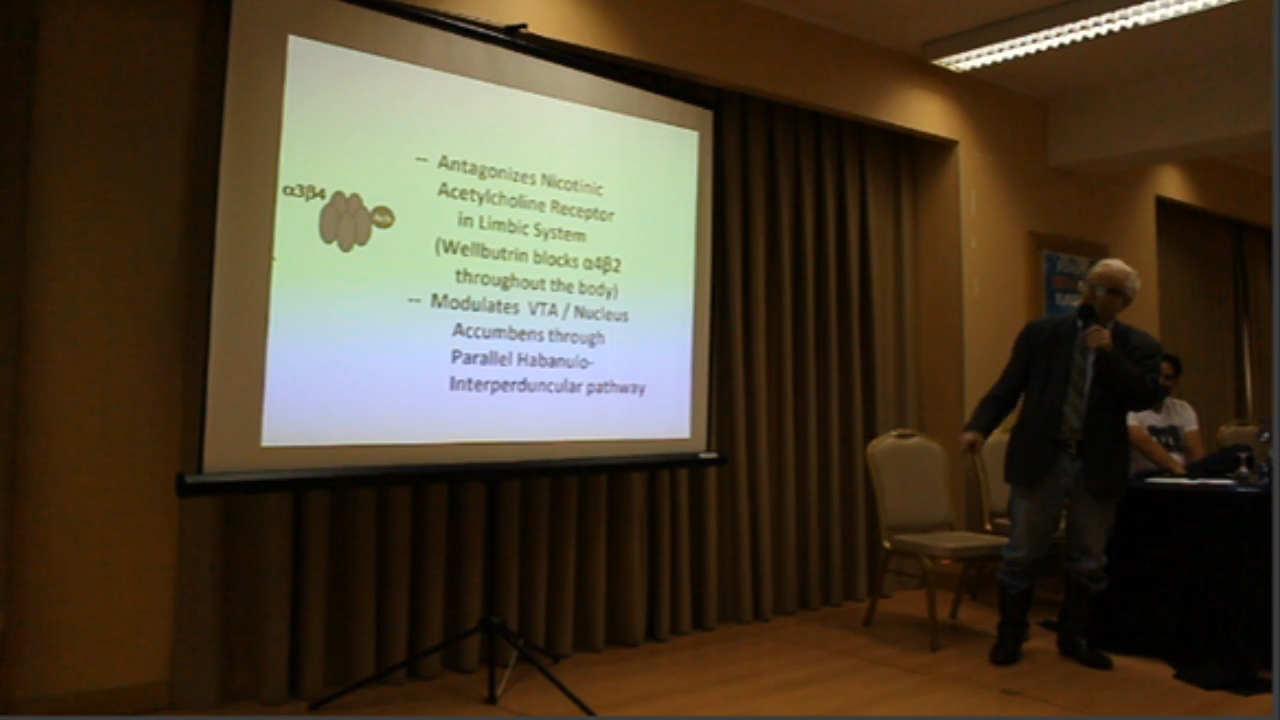 α3β4
-- Antagonizes Nicotinic
Acetylcholine Receptor
in Limbic System
(Wellbutrin blocks α4β2
throughout the body)
-- Modulates VTA / Nucleus
Accumbens through
Parallel Habanulo-
Interperduncular pathway